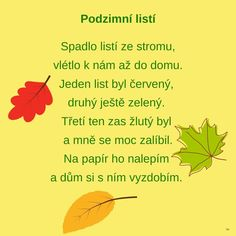 Podzimní listí
Spadlo listí ze stromu,
vlétlo k nám až do domu.
Jeden list byl červený,
druhý ještě zelený.
Třetí ten zas žlutý byl
a mně se moc zalíbil.
Na papír ho nalepím
a dům si s ním vyzdobím.